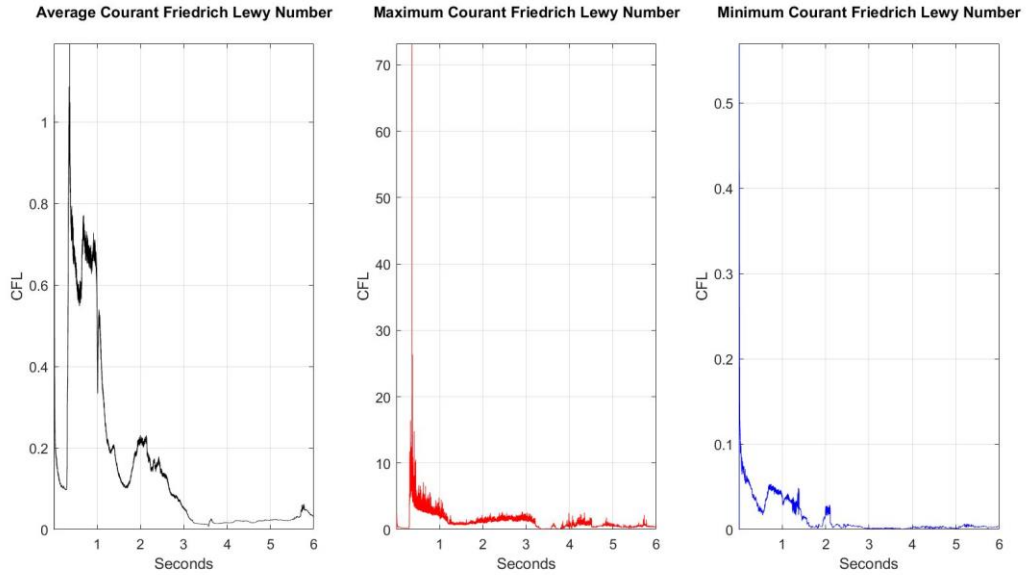 Average Courant Friedrich Lewy Number
1
0.8
0.6
0.4
0.2
0
CFL
1 2 3 4 5 6
Seconds
Maximum Courant Friedrich Lewy Number
70
60
50
40
30
20
10
0
CFL
1 2 3 4 5 6
Seconds
Minimum Courant Friedrich Lewy Number
0.5
0.4
0.3
0.2
0.1
0
CFL
1 2 3 4 5 6
Seconds